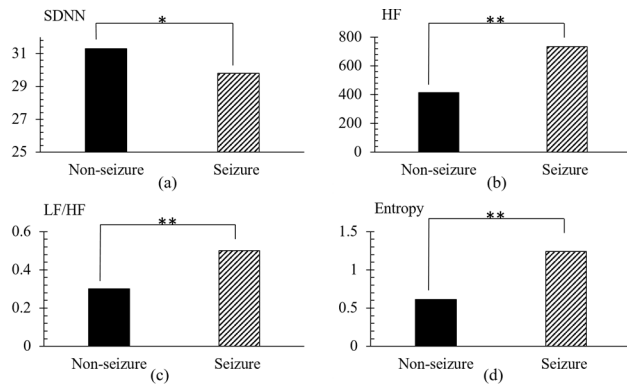 SDNN
*
31
29
27
25
Non-seizure
Seizure
(a)
HF
**
800
600
400
200
0
Non-seizure
Seizure
(b)
LF/HF
**
0.6
0.4
0.2
0
Non-seizure
Seizure
(c)
Entropy
**
1.5
1
0.5
0
Non-seizure
Seizure
(d)